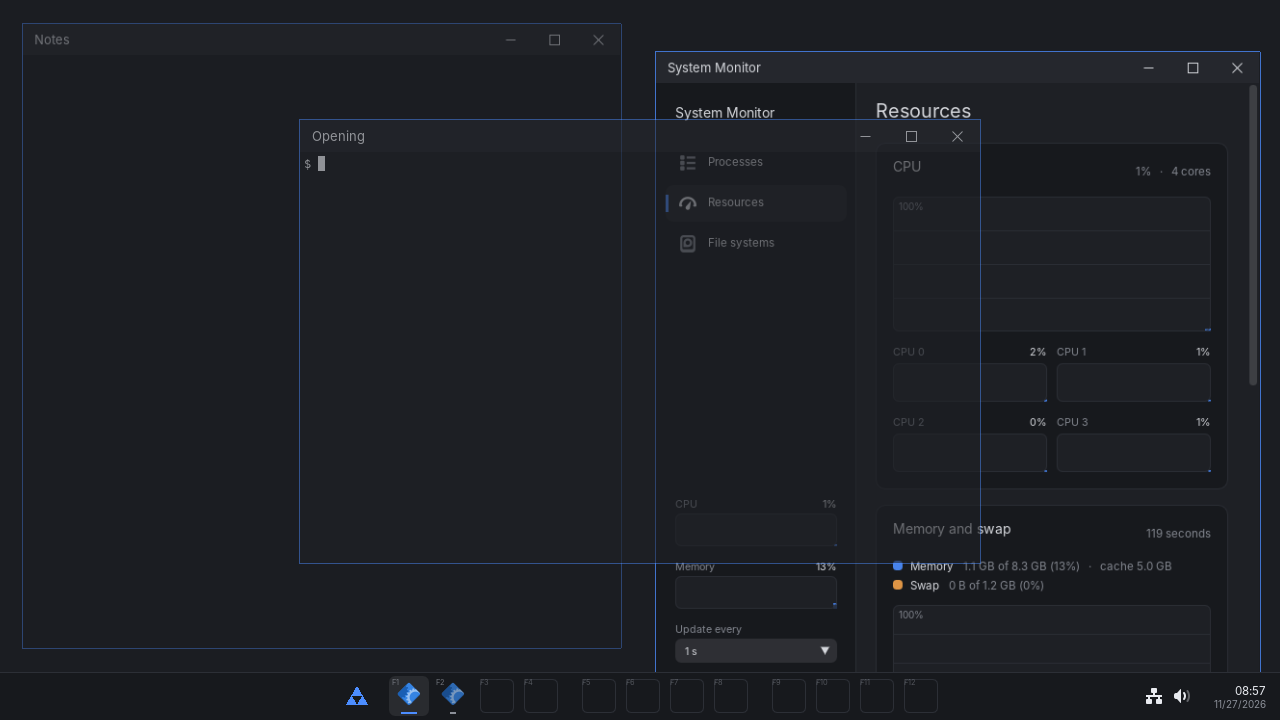 Notes
System Monitor
System Monitor
Resources
Opening
$
Processes
Resources
File systems
CPU
1% · 4 cores
100%
CPU 0
2%
CPU 1
1%
CPU 2
0%
CPU 3
1%
CPU
1%
Memory
13%
Update every
1 s
Memory and swap
119 seconds
Memory 1.1 GB of 8.3 GB (13%) · cache 5.0 GB
Swap 0 B of 1.2 GB (0%)
100%
F1
F2
F3
F4
F5
F6
F7
F8
F9
F10
F11
F12
08:57
11/27/2026